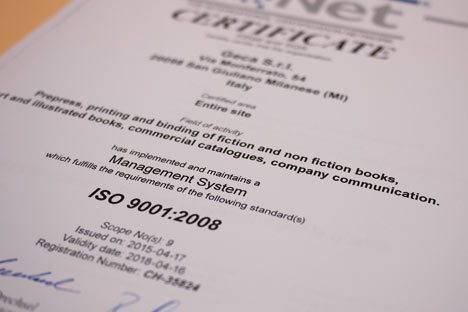 Net
CERTIFICATE
Geca S.r.l.
Via Monferrato, 54
20098 San Giuliano Milanese (MI)
Italy
Certified area
Entire site
Field of activity
Prepress, printing and binding of fiction and non fiction books,
art and illustrated books, commercial catalogues, company communication.
has implemented and maintains a
Management System
which fulfills the requirements of the following standard(s)
ISO 9001:2008
Scope No(s): 9
Issued on: 2015-04-17
Validity date: 2018-04-16
Registration Number: CH-35824